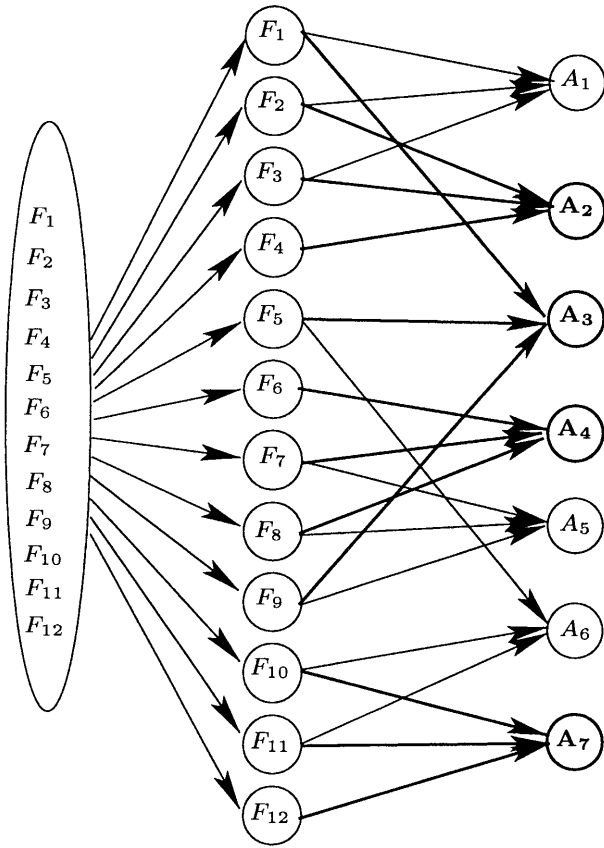 F₁
F₂
F₃
F₄
F₅
F₆
F₇
F₈
F₉
F₁₀
F₁₁
F₁₂
F₁
F₂
F₃
F₄
F₅
F₆
F₇
F₈
F₉
F₁₀
F₁₁
F₁₂
A₁
A₂
A₃
A₄
A₅
A₆
A₇